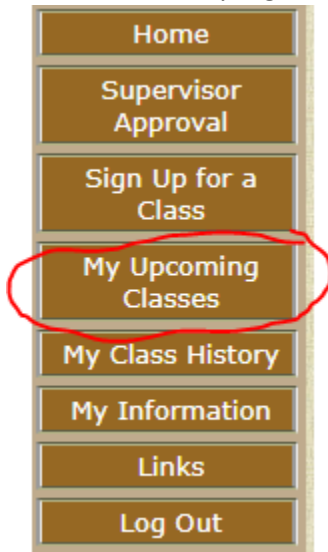 Home
Supervisor
Approval
Sign Up for a
Class
My Upcoming
Classes
My Class History
My Information
Links
Log Out